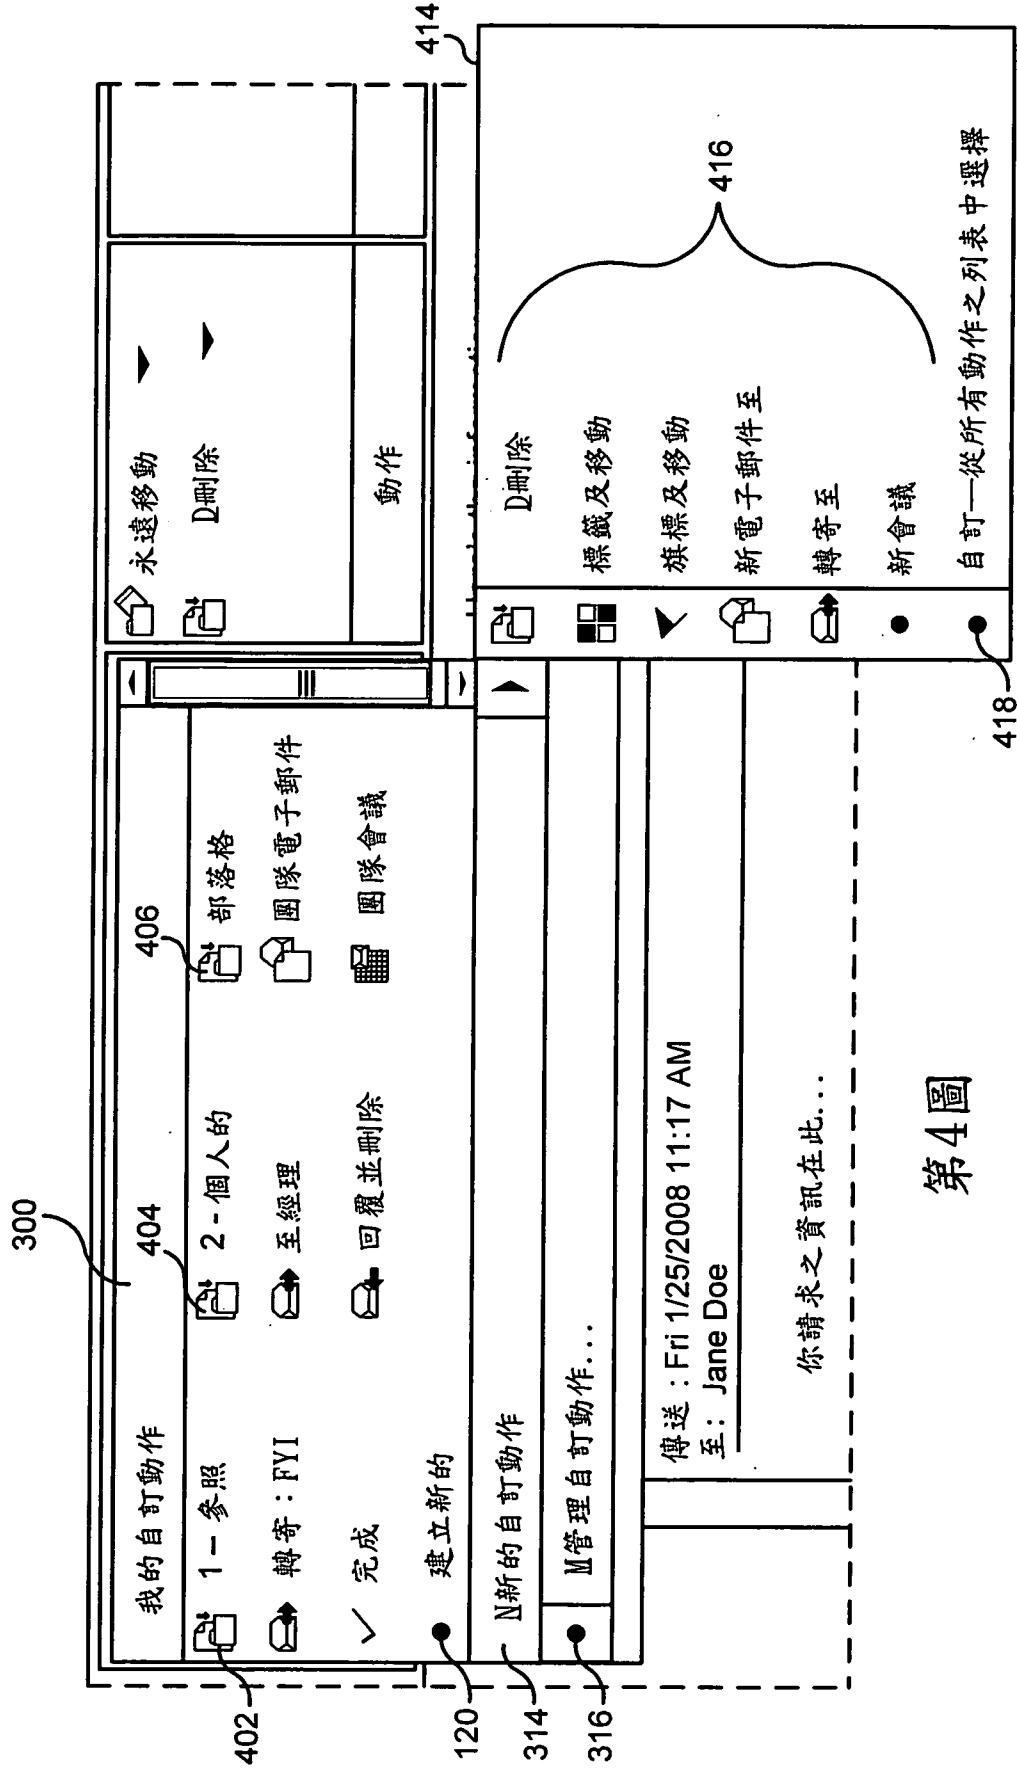 300
402
404
406
我的自訂動作
1－參照
2-個人的
部落格
轉寄：FYI
至經理
團隊電子郵件
完成
回覆並刪除
團隊會議
120
建立新的
314
N新的自訂動作
316
M管理自訂動作...
永遠移動
D刪除
動作
傳送：Fri 1/25/2008 11:17 AM
至：Jane Doe
你請求之資訊在此...
414
D刪除
標籤及移動
旗標及移動
新電子郵件至
轉寄至
新會議
416
自訂—從所有動作之列表中選擇
418
第4圖